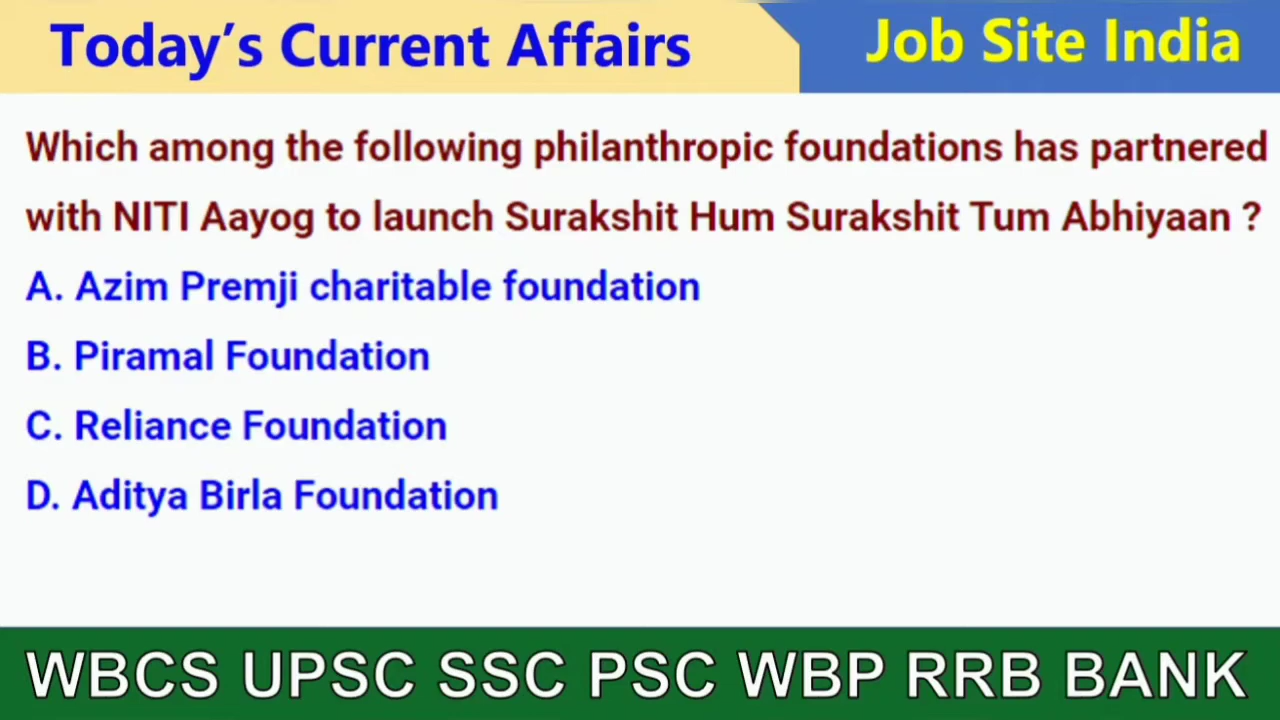 Today's Current Affairs
Job Site India
Which among the following philanthropic foundations has partnered
with NITI Aayog to launch Surakshit Hum Surakshit Tum Abhiyaan ?
A. Azim Premji charitable foundation
B. Piramal Foundation
C. Reliance Foundation
D. Aditya Birla Foundation
WBCS UPSC SSC PSC WBP RRB BANK